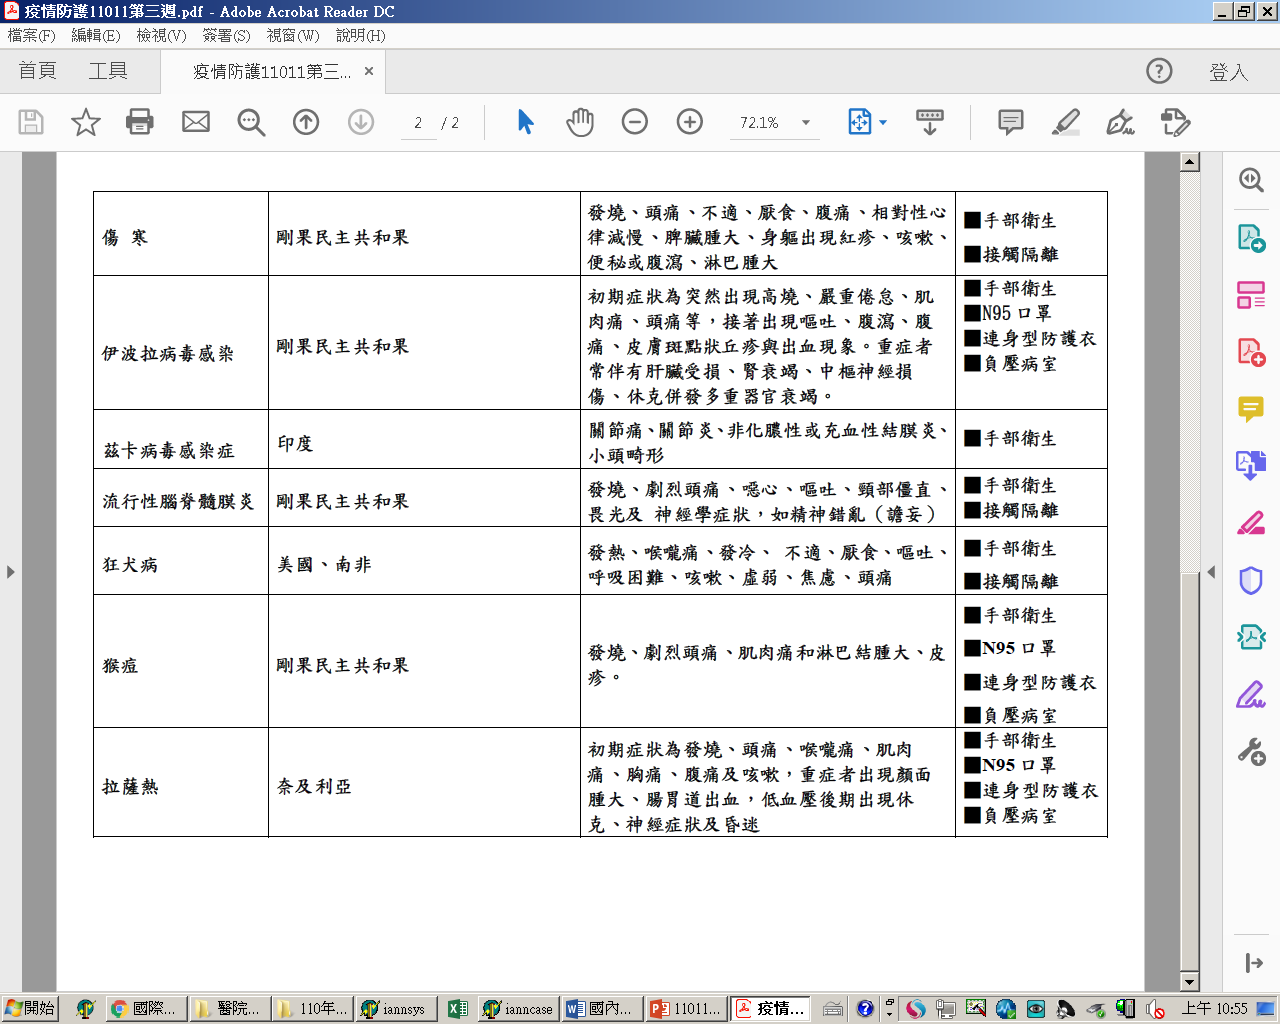 疫情防護11011第三週.pdf - Adobe Acrobat Reader DC
檔案(F) 編輯(E) 檢視(V) 簽署(S) 視窗(W) 說明(H)
首頁 工具 疫情防護11011第三... × 登入
2 / 2 72.1%
傷 寒
剛果民主共和果
發燒、頭痛、不適、厭食、腹痛、相對性心
律減慢、脾臟腫大、身軀出現紅疹、咳嗽、
便秘或腹瀉、淋巴腫大
■手部衛生
■接觸隔離
伊波拉病毒感染
剛果民主共和果
初期症狀為突然出現高燒、嚴重倦怠、肌
肉痛、頭痛等，接著出現嘔吐、腹瀉、腹
痛、皮膚斑點狀丘疹與出血現象。重症者
常伴有肝臟受損、腎衰竭、中樞神經損
傷、休克併發多重器官衰竭。
■手部衛生
■N95 口罩
■連身型防護衣
■負壓病室
茲卡病毒感染症
印度
關節痛、關節炎、非化膿性或充血性結膜炎、
小頭畸形
■手部衛生
流行性腦脊髓膜炎
剛果民主共和果
發燒、劇烈頭痛、噁心、嘔吐、頸部僵直、
畏光及 神經學症狀，如精神錯亂（譫妄）
■手部衛生
■接觸隔離
狂犬病
美國、南非
發熱、喉嚨痛、發冷、 不適、厭食、嘔吐、
呼吸困難、咳嗽、虛弱、焦慮、頭痛
■手部衛生
■接觸隔離
猴痘
剛果民主共和果
發燒、劇烈頭痛、肌肉痛和淋巴結腫大、皮
疹。
■手部衛生
■N95 口罩
■連身型防護衣
■負壓病室
拉薩熱
奈及利亞
初期症狀為發燒、頭痛、喉嚨痛、肌肉
痛、胸痛、腹痛及咳嗽，重症者出現顏面
腫大、腸胃道出血，低血壓後期出現休
克、神經症狀及昏迷
■手部衛生
■N95 口罩
■連身型防護衣
■負壓病室
開始 國際... 醫院... 110年... iannsys ianncase 國內... 11011... 疫情... 上午 10:55